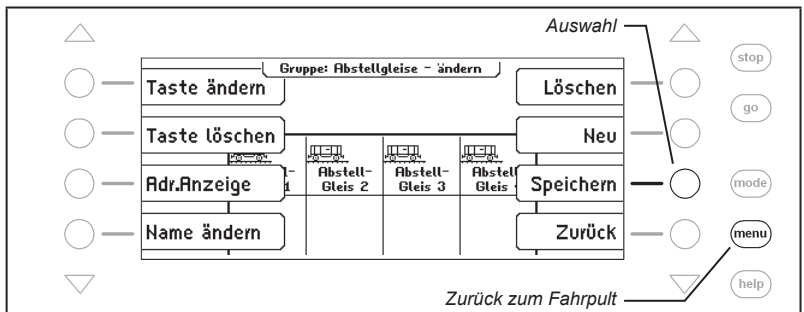 Auswahl
Gruppe: Abstellgleise - ändern
stop
Taste ändern
Löschen
go
Taste löschen
Neu
Abstell-
Abstell-
Abstell
1
Gleis 2
Gleis 3
Gleis
Adr.Anzeige
Speichern
mode
Name ändern
Zurück
menu
help
Zurück zum Fahrpult